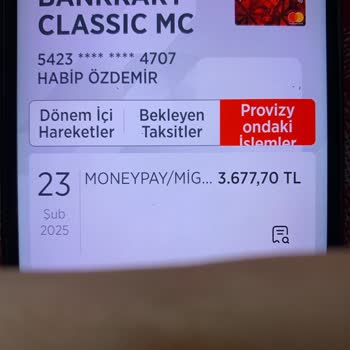 BANKKART
CLASSIC MC
5423 **** **** 4707
HABİP ÖZDEMİR
Dönem İçi
Hareketler
Bekleyen
Taksitler
Provizy
ondaki
İşlemler
23
Şub
2025
MONEYPAY/MİG... 3.677,70 TL